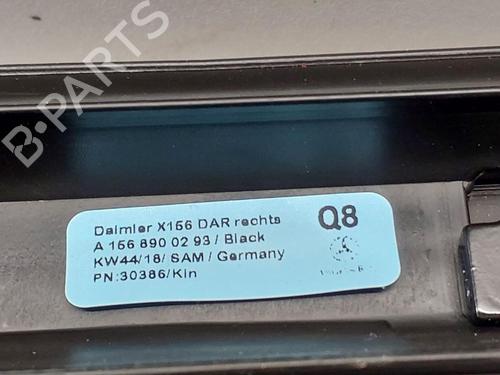 B-PARTS
Daimler X156 DAR rechts
Q8
A 156 890 02 93 / Black
KW44/18/ SAM / Germany
PN:30386/Kin